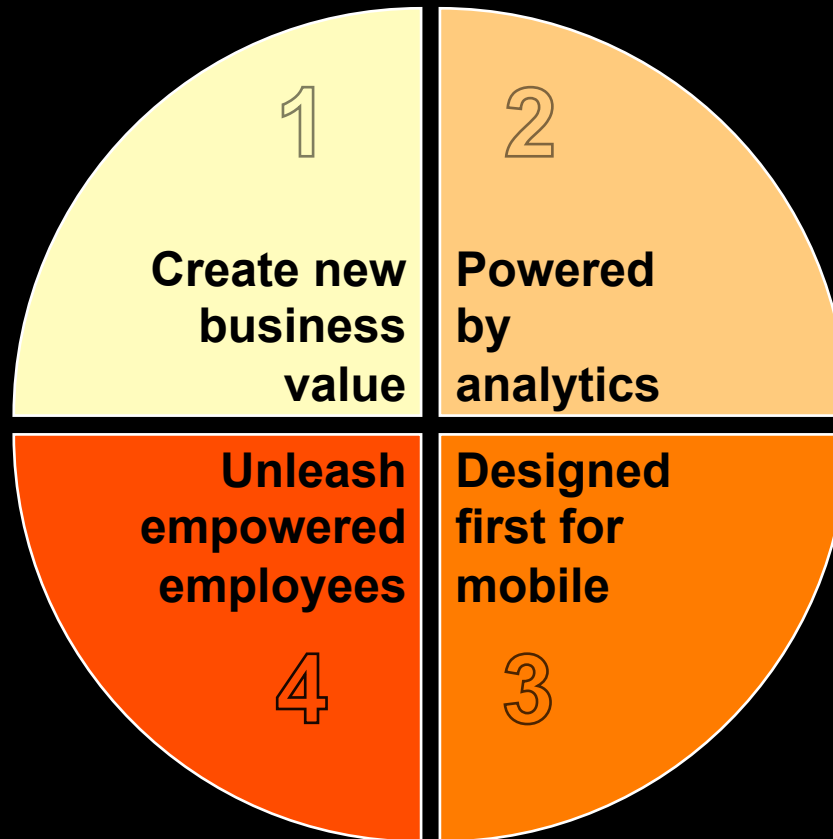 1
Create new
business
value
2
Powered
by
analytics
3
Designed
first for
mobile
4
Unleash
empowered
employees